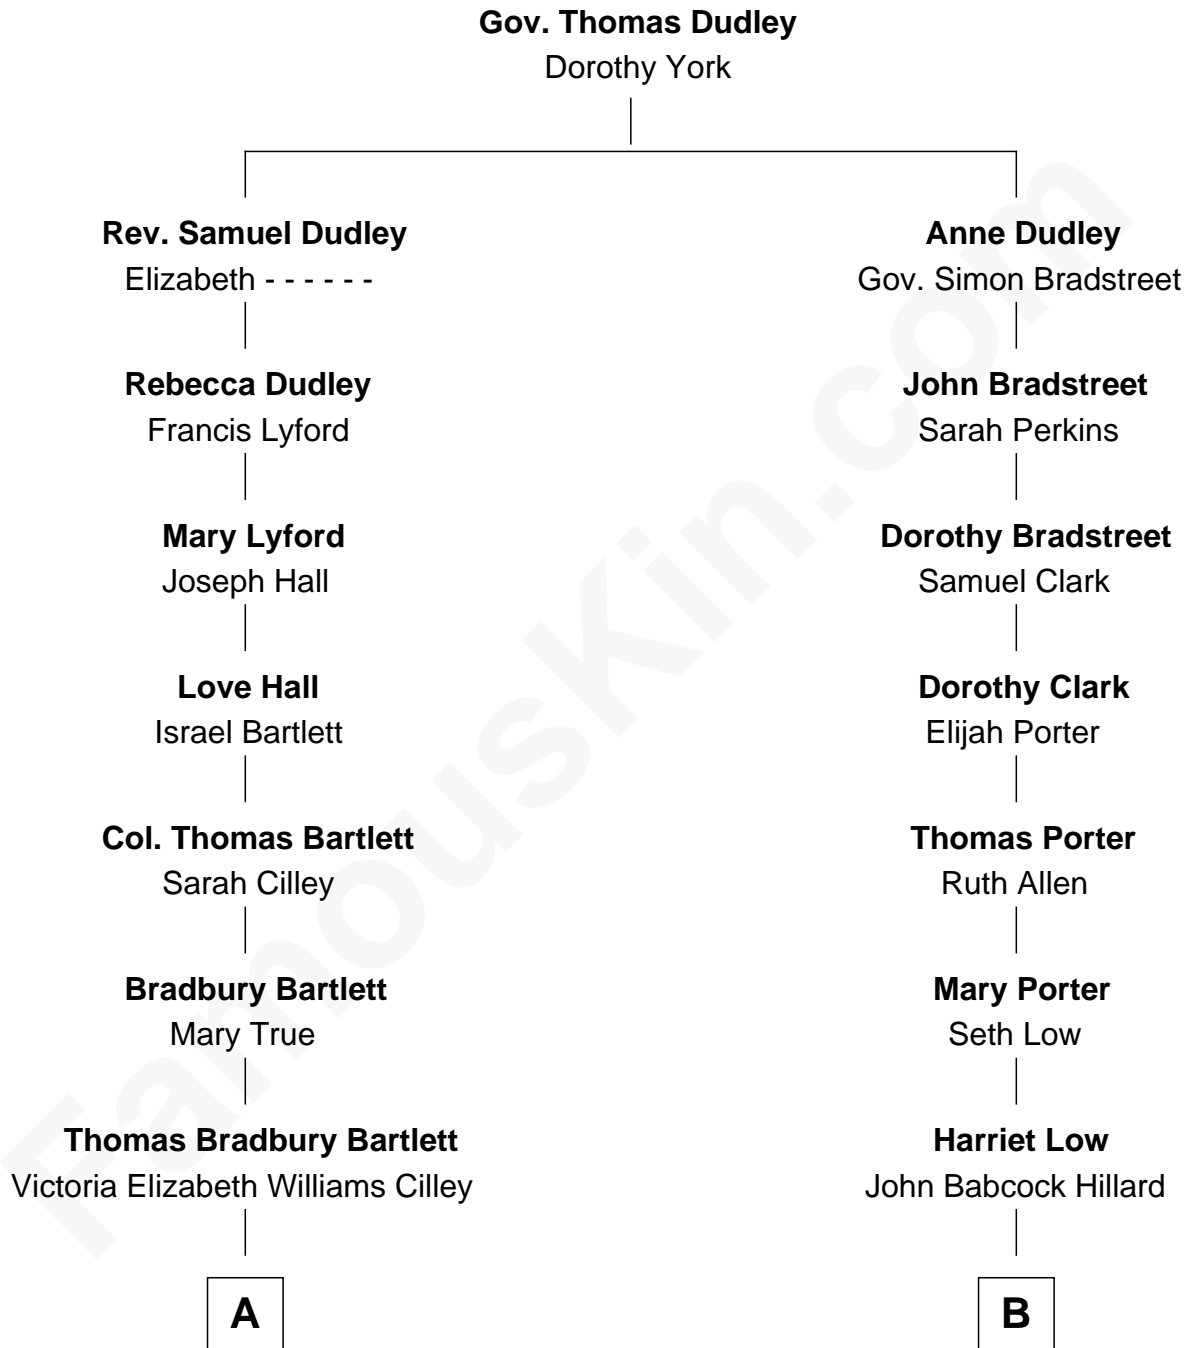 Gov. Thomas Dudley
Dorothy York
Rev. Samuel Dudley
Elizabeth - - - - - -
Anne Dudley
Gov. Simon Bradstreet
Rebecca Dudley
Francis Lyford
John Bradstreet
Sarah Perkins
Mary Lyford
Joseph Hall
Dorothy Bradstreet
Samuel Clark
Love Hall
Israel Bartlett
Dorothy Clark
Elijah Porter
Col. Thomas Bartlett
Sarah Cilley
Thomas Porter
Ruth Allen
Bradbury Bartlett
Mary True
Mary Porter
Seth Low
Thomas Bradbury Bartlett
Victoria Elizabeth Williams Cilley
Harriet Low
John Babcock Hillard
A
B
FamousKin.com